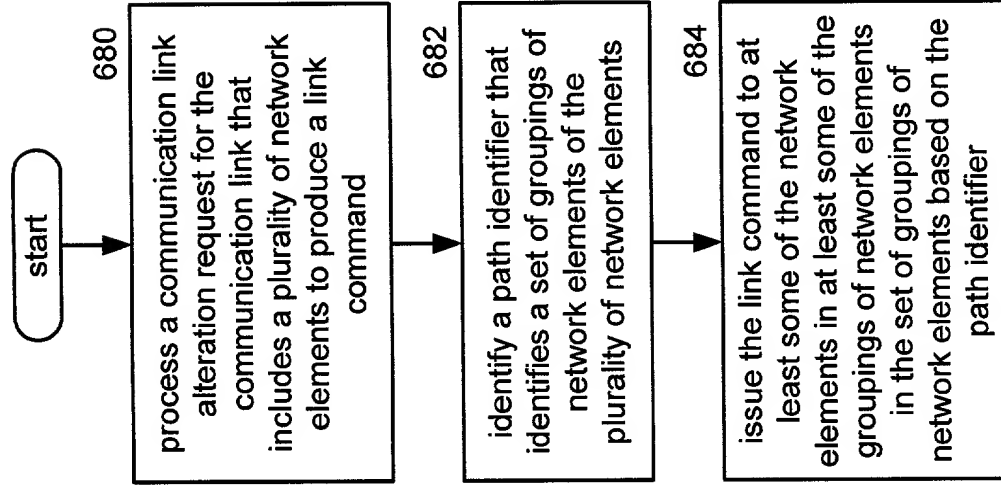 start
680
process a communication link
alteration request for the
communication link that
includes a plurality of network
elements to produce a link
command
682
identify a path identifier that
identifies a set of groupings of
network elements of the
plurality of network elements
684
issue the link command to at
least some of the network
elements in at least some of the
groupings of network elements
in the set of groupings of
network elements based on the
path identifier